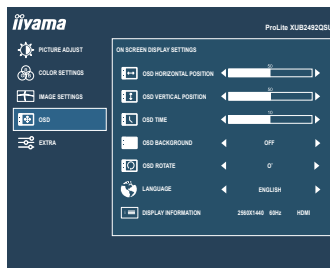 iiyama
ProLite XUB2492QSU
PICTURE ADJUST
COLOR SETTINGS
IMAGE SETTINGS
OSD
EXTRA
ON SCREEN DISPLAY SETTINGS
OSD HORIZONTAL POSITION 50
OSD VERTICAL POSITION 50
OSD TIME 10
OSD BACKGROUND OFF
OSD ROTATE 0°
LANGUAGE ENGLISH
DISPLAY INFORMATION 2560X1440 60Hz HDMI